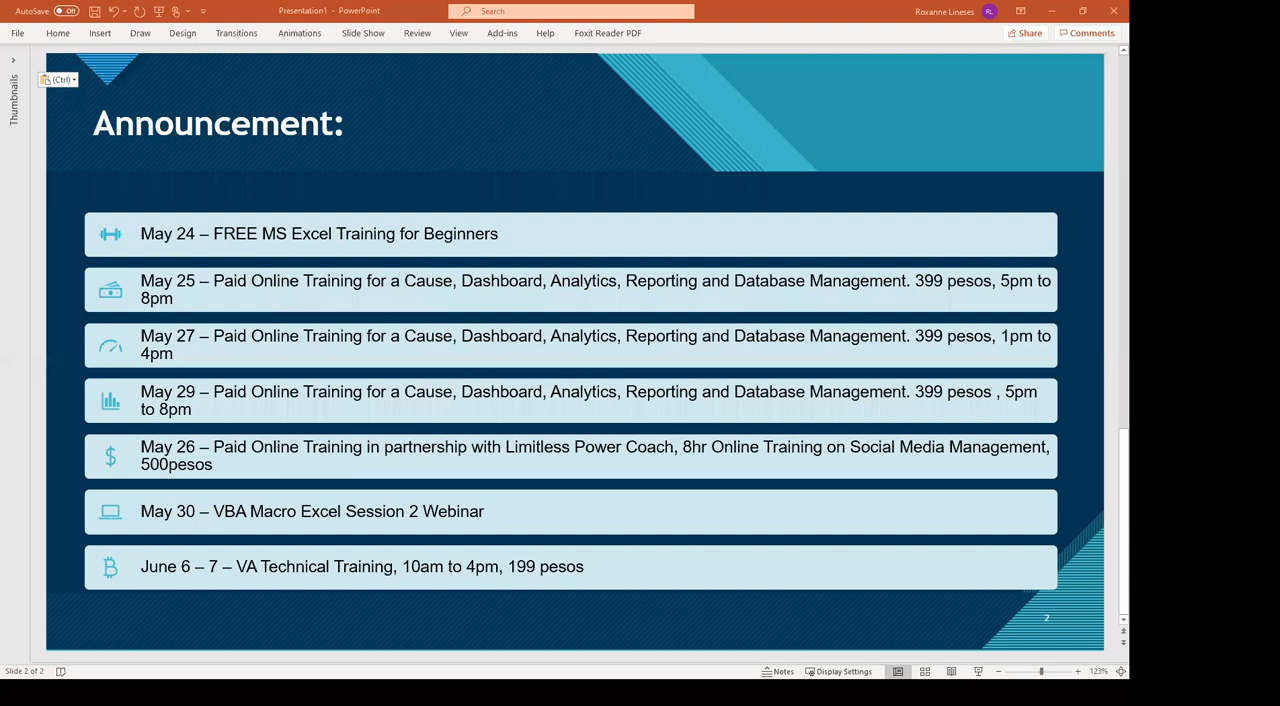 AutoSave Off
Presentation1 - PowerPoint
Search
Roxanne Lineses RL
File Home Insert Draw Design Transitions Animations Slide Show Review View Add-ins Help Foxit Reader PDF Share Comments
Thumbnails
(Ctrl)
Announcement:
May 24 – FREE MS Excel Training for Beginners
May 25 – Paid Online Training for a Cause, Dashboard, Analytics, Reporting and Database Management. 399 pesos, 5pm to
8pm
May 27 – Paid Online Training for a Cause, Dashboard, Analytics, Reporting and Database Management. 399 pesos, 1pm to
4pm
May 29 – Paid Online Training for a Cause, Dashboard, Analytics, Reporting and Database Management. 399 pesos , 5pm
to 8pm
May 26 – Paid Online Training in partnership with Limitless Power Coach, 8hr Online Training on Social Media Management,
500pesos
May 30 – VBA Macro Excel Session 2 Webinar
June 6 – 7 – VA Technical Training, 10am to 4pm, 199 pesos
2
Slide 2 of 2
Notes Display Settings 123%